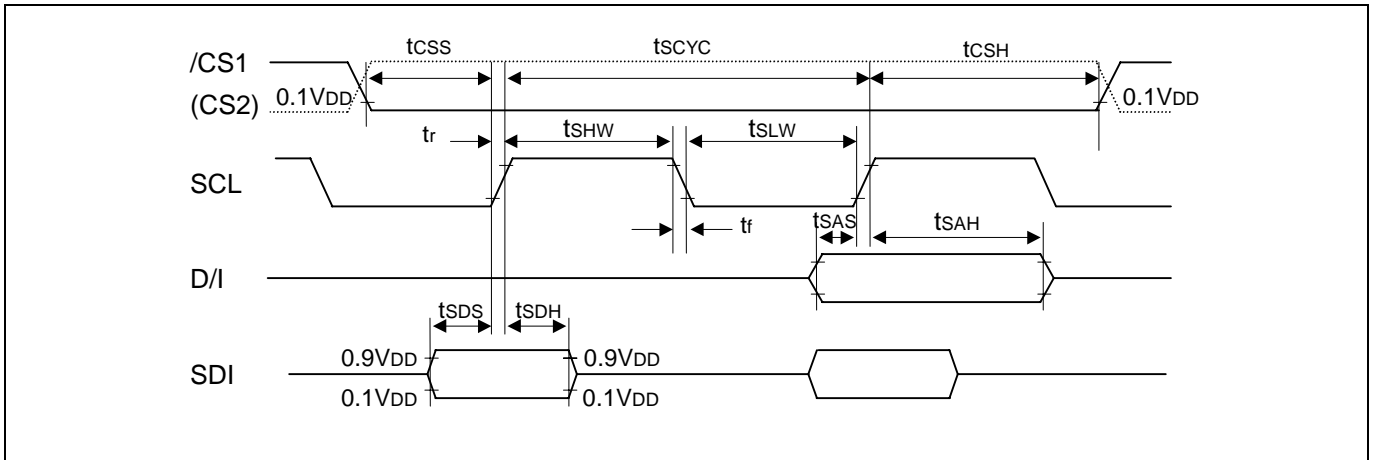 tCSS tSCYC tCSH
/CS1
(CS2) 0.1VDD 0.1VDD
tr tSHW tSLW
SCL
tf tSAS tSAH
D/I
tSDS tSDH
0.9VDD 0.9VDD
SDI
0.1VDD 0.1VDD